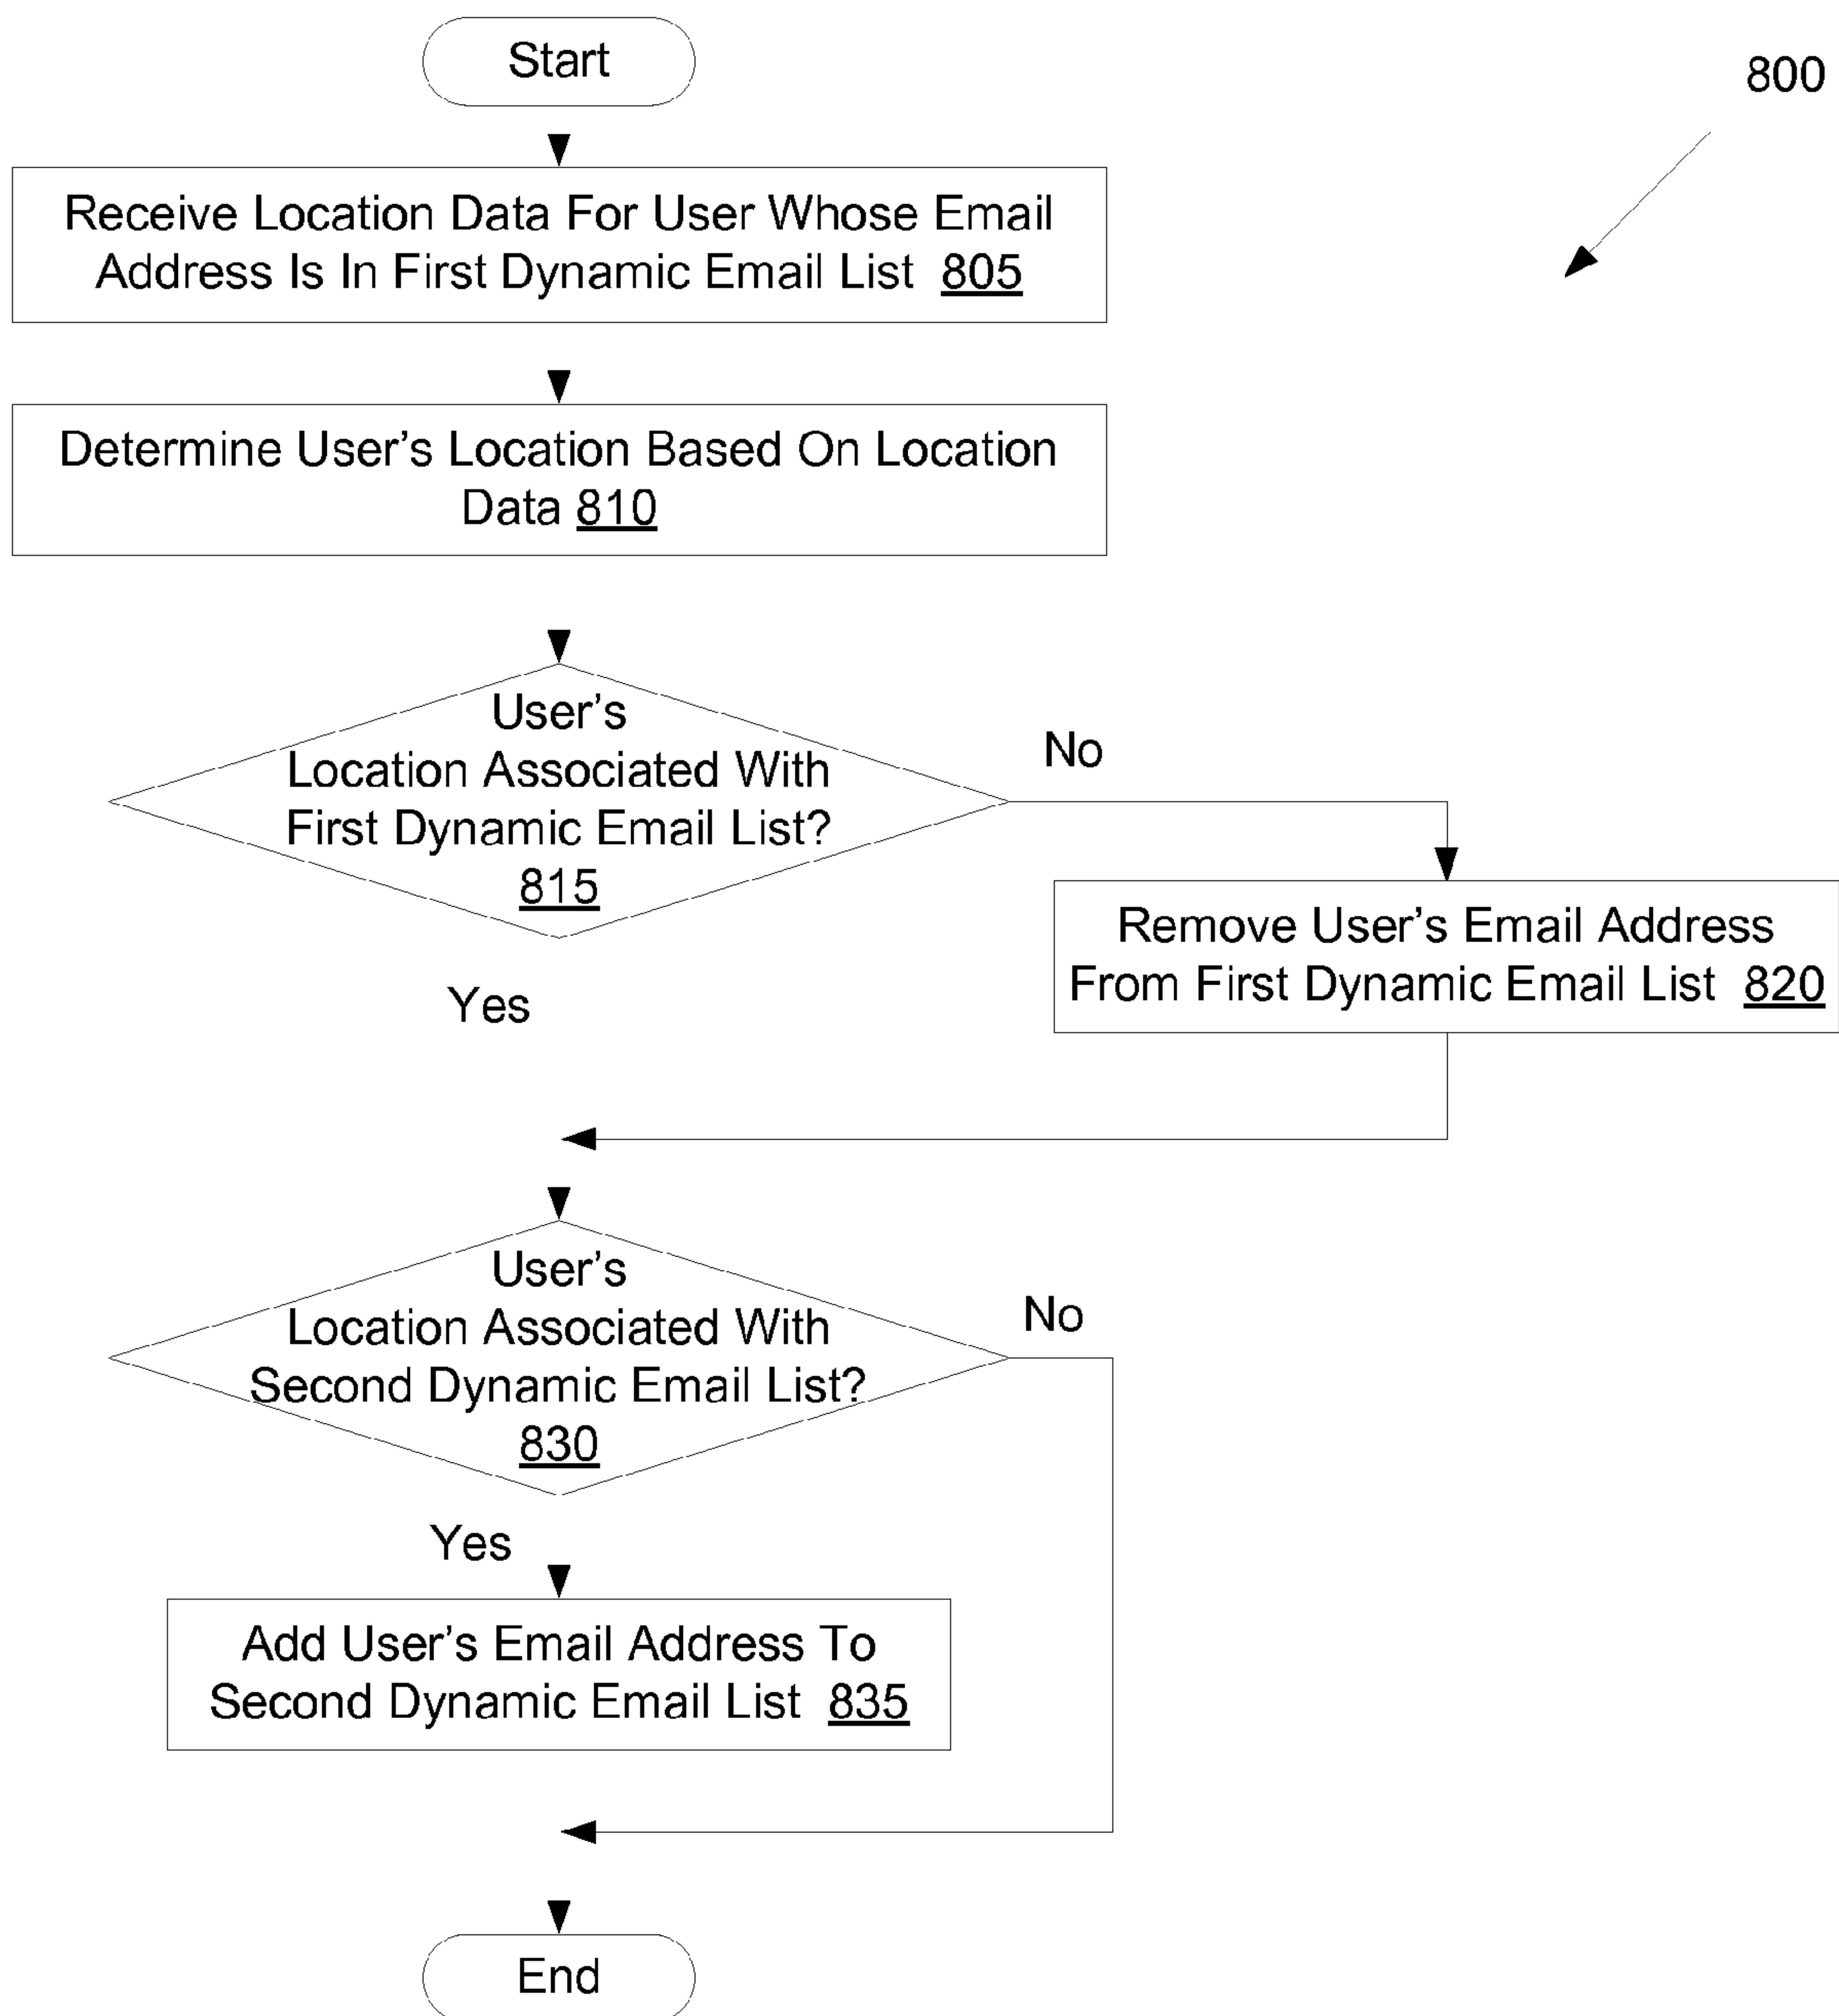 Start
800
Receive Location Data For User Whose Email
Address Is In First Dynamic Email List 805
Determine User's Location Based On Location
Data 810
User's
Location Associated With
First Dynamic Email List?
815
No
Yes
Remove User's Email Address
From First Dynamic Email List 820
User's
Location Associated With
Second Dynamic Email List?
830
No
Yes
Add User's Email Address To
Second Dynamic Email List 835
End